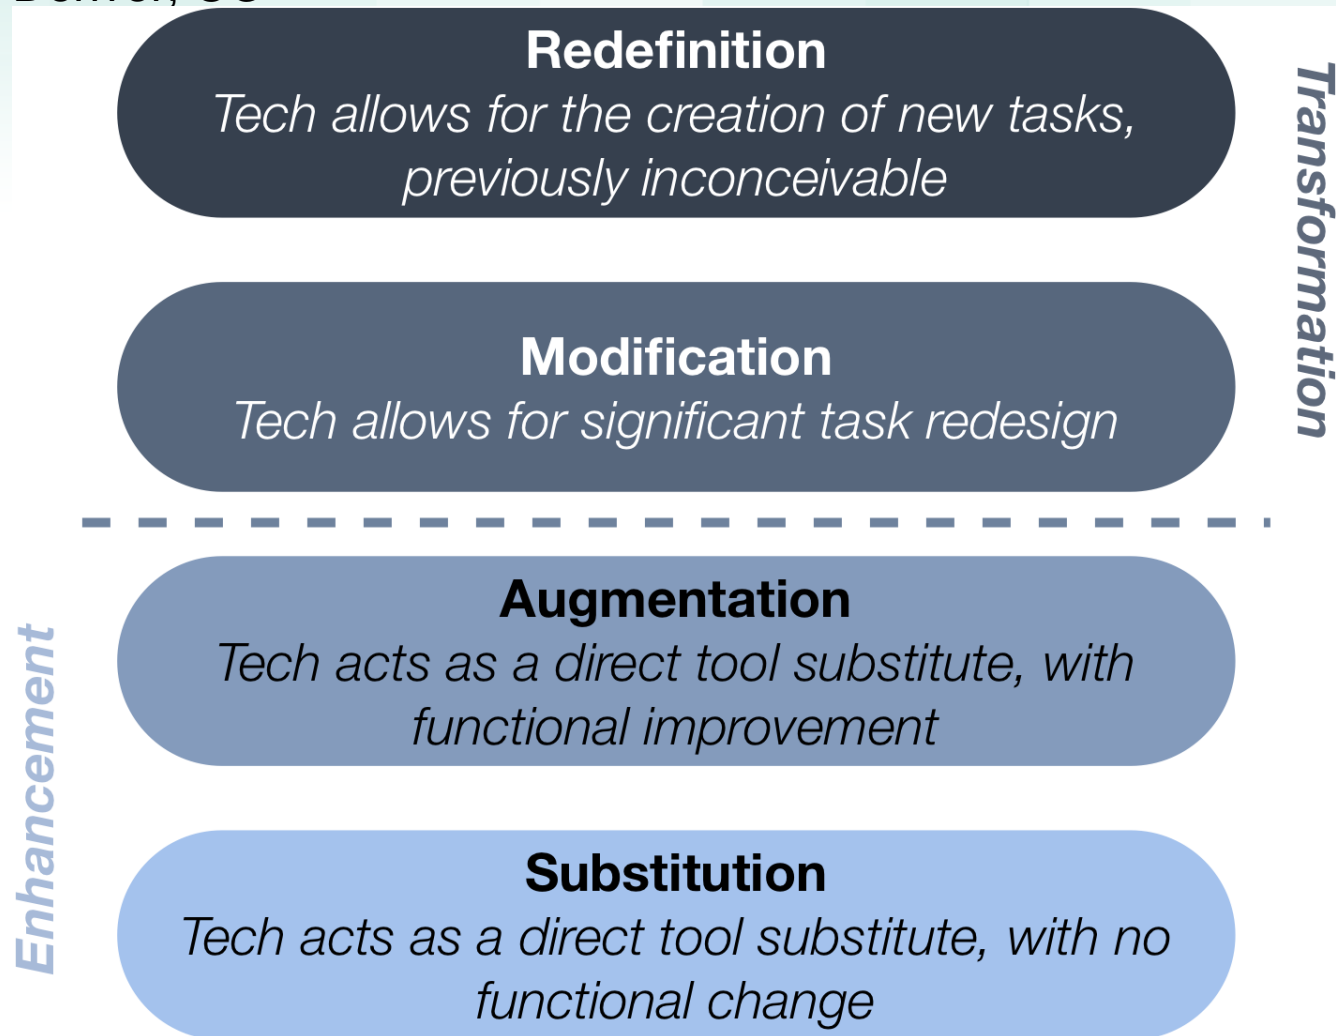 Redefinition
Tech allows for the creation of new tasks,
previously inconceivable
Transformation
Modification
Tech allows for significant task redesign
Augmentation
Tech acts as a direct tool substitute, with
functional improvement
Enhancement
Substitution
Tech acts as a direct tool substitute, with no
functional change